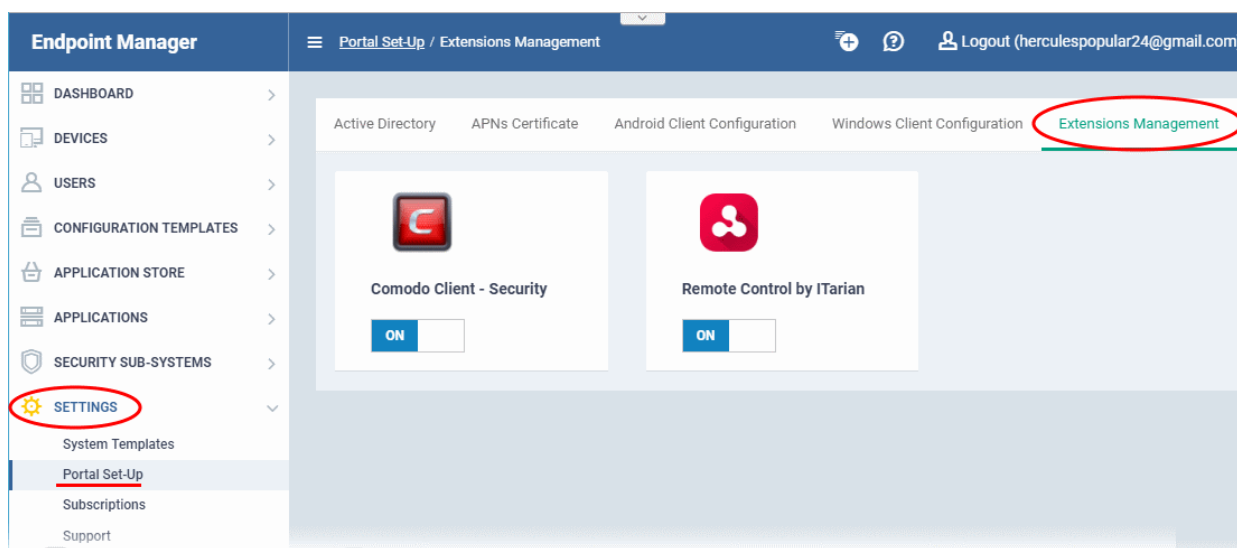 Endpoint Manager
Portal Set-Up / Extensions Management
Logout (herculespopular24@gmail.com
DASHBOARD
DEVICES
USERS
CONFIGURATION TEMPLATES
APPLICATION STORE
APPLICATIONS
SECURITY SUB-SYSTEMS
SETTINGS
System Templates
Portal Set-Up
Subscriptions
Support
Active Directory APNs Certificate Android Client Configuration Windows Client Configuration Extensions Management
C
Comodo Client - Security
ON
Remote Control by ITarian
ON